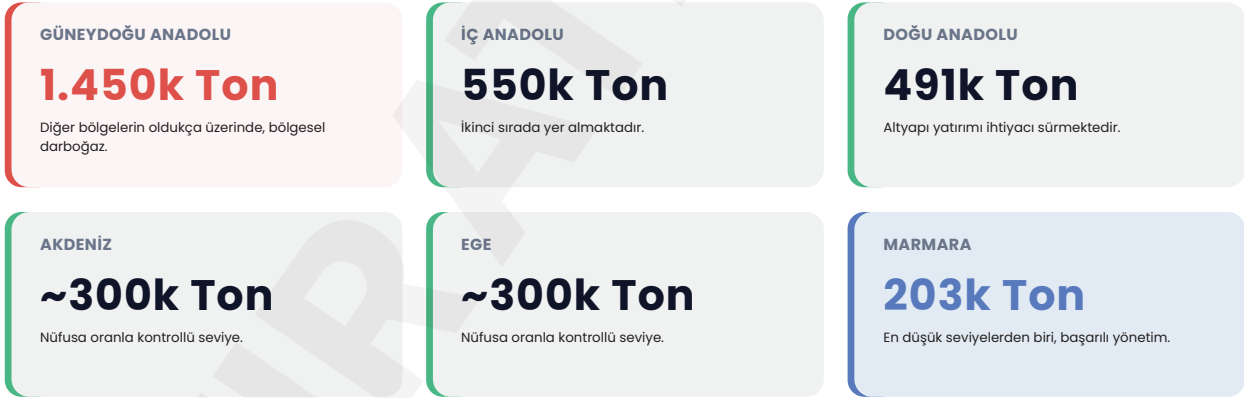 GÜNEYDOĞU ANADOLU
1.450k Ton
Diğer bölgelerin oldukça üzerinde, bölgesel
darboğaz.
İÇ ANADOLU
550k Ton
İkinci sırada yer almaktadır.
DOĞU ANADOLU
491k Ton
Altyapı yatırımı ihtiyacı sürmektedir.
AKDENİZ
~300k Ton
Nüfusa oranla kontrollü seviye.
EGE
~300k Ton
Nüfusa oranla kontrollü seviye.
MARMARA
203k Ton
En düşük seviyelerden biri, başarılı yönetim.